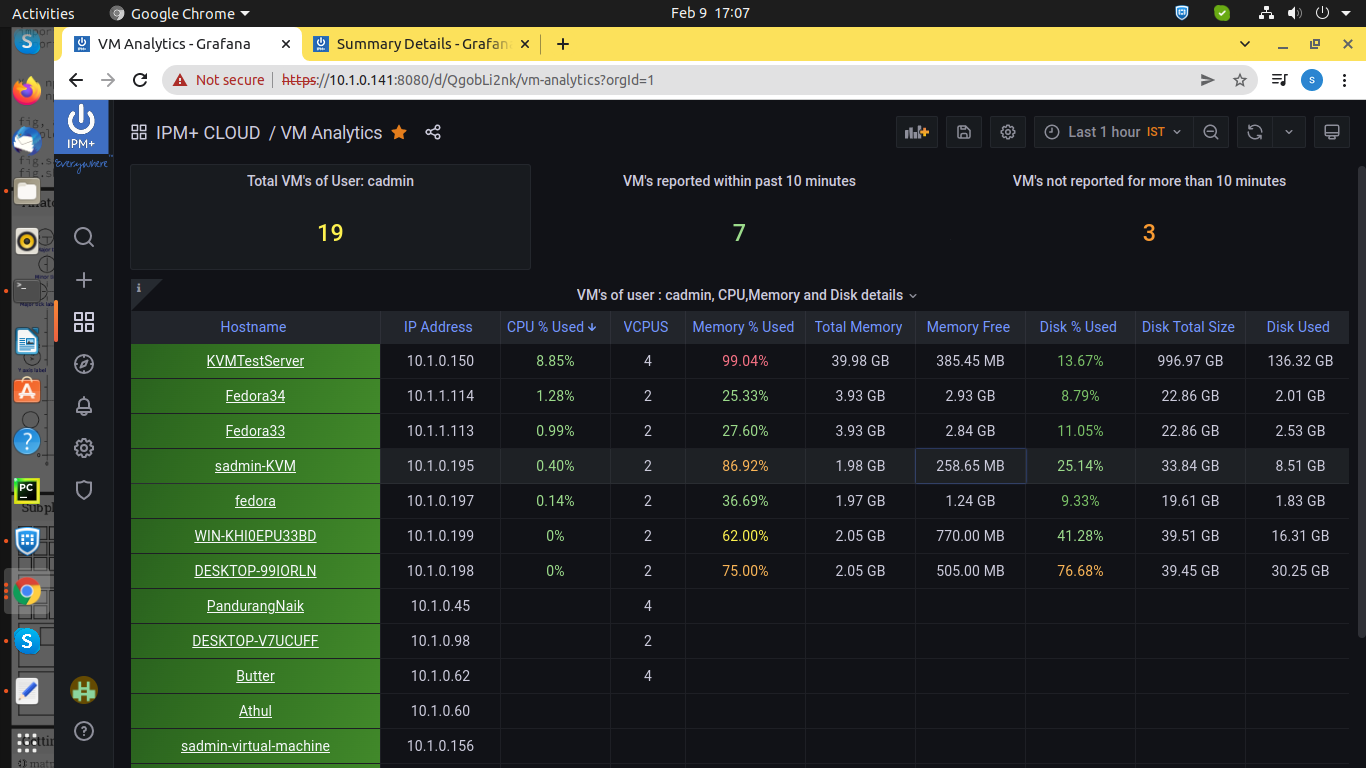 Activities Google Chrome Feb 9 17:07
VM Analytics - Grafana Summary Details - Grafana
Not secure https://10.1.0.141:8080/d/QgobLi2nk/vm-analytics?orgId=1 S
IPM+
Everywhere™
IPM+ CLOUD / VM Analytics Last 1 hour IST
Total VM's of User: cadmin VM's reported within past 10 minutes VM's not reported for more than 10 minutes
19 7 3
VM's of user : cadmin, CPU,Memory and Disk details
Hostname IP Address CPU % Used VCPUS Memory % Used Total Memory Memory Free Disk % Used Disk Total Size Disk Used
KVMTestServer 10.1.0.150 8.85% 4 99.04% 39.98 GB 385.45 MB 13.67% 996.97 GB 136.32 GB
Fedora34 10.1.1.114 1.28% 2 25.33% 3.93 GB 2.93 GB 8.79% 22.86 GB 2.01 GB
Fedora33 10.1.1.113 0.99% 2 27.60% 3.93 GB 2.84 GB 11.05% 22.86 GB 2.53 GB
sadmin-KVM 10.1.0.195 0.40% 2 86.92% 1.98 GB 258.65 MB 25.14% 33.84 GB 8.51 GB
fedora 10.1.0.197 0.14% 2 36.69% 1.97 GB 1.24 GB 9.33% 19.61 GB 1.83 GB
WIN-KHI0EPU33BD 10.1.0.199 0% 2 62.00% 2.05 GB 770.00 MB 41.28% 39.51 GB 16.31 GB
DESKTOP-99IORLN 10.1.0.198 0% 2 75.00% 2.05 GB 505.00 MB 76.68% 39.45 GB 30.25 GB
PandurangNaik 10.1.0.45 4
DESKTOP-V7UCUFF 10.1.0.98 2
Butter 10.1.0.62 4
Athul 10.1.0.60
sadmin-virtual-machine 10.1.0.156